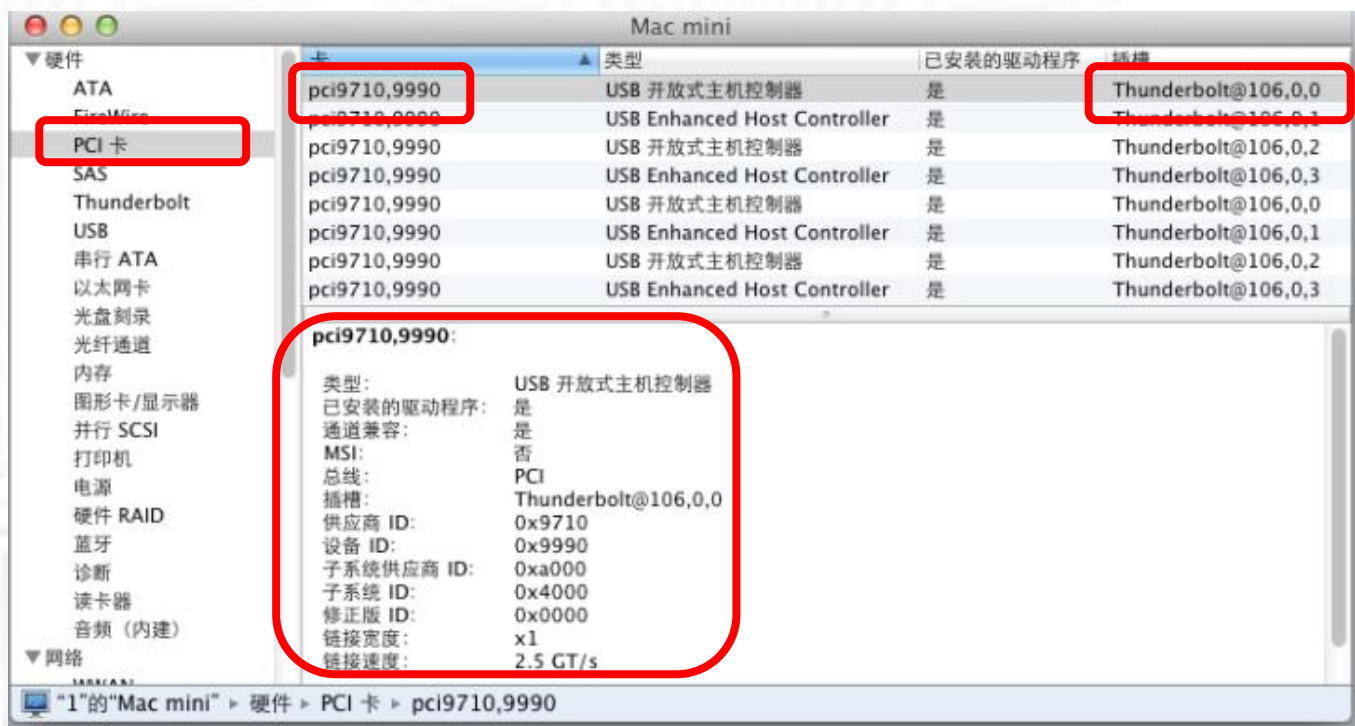 Mac mini
▼硬件
ATA
FireWire
PCI 卡
SAS
Thunderbolt
USB
串行 ATA
以太网卡
光盘刻录
光纤通道
内存
图形卡/显示器
并行 SCSI
打印机
电源
硬件 RAID
蓝牙
诊断
读卡器
音频（内建）
▼网络
WWAN
卡 ▲ 类型 已安装的驱动程序 插槽
pci9710,9990 USB 开放式主机控制器 是 Thunderbolt@106,0,0
pci9710,9990 USB Enhanced Host Controller 是 Thunderbolt@106,0,1
pci9710,9990 USB 开放式主机控制器 是 Thunderbolt@106,0,2
pci9710,9990 USB Enhanced Host Controller 是 Thunderbolt@106,0,3
pci9710,9990 USB 开放式主机控制器 是 Thunderbolt@106,0,0
pci9710,9990 USB Enhanced Host Controller 是 Thunderbolt@106,0,1
pci9710,9990 USB 开放式主机控制器 是 Thunderbolt@106,0,2
pci9710,9990 USB Enhanced Host Controller 是 Thunderbolt@106,0,3
pci9710,9990:
类型: USB 开放式主机控制器
已安装的驱动程序: 是
通道兼容: 是
MSI: 否
总线: PCI
插槽: Thunderbolt@106,0,0
供应商 ID: 0x9710
设备 ID: 0x9990
子系统供应商 ID: 0xa000
子系统 ID: 0x4000
修正版 ID: 0x0000
链接宽度: x1
链接速度: 2.5 GT/s
“1”的“Mac mini” ▸ 硬件 ▸ PCI 卡 ▸ pci9710,9990